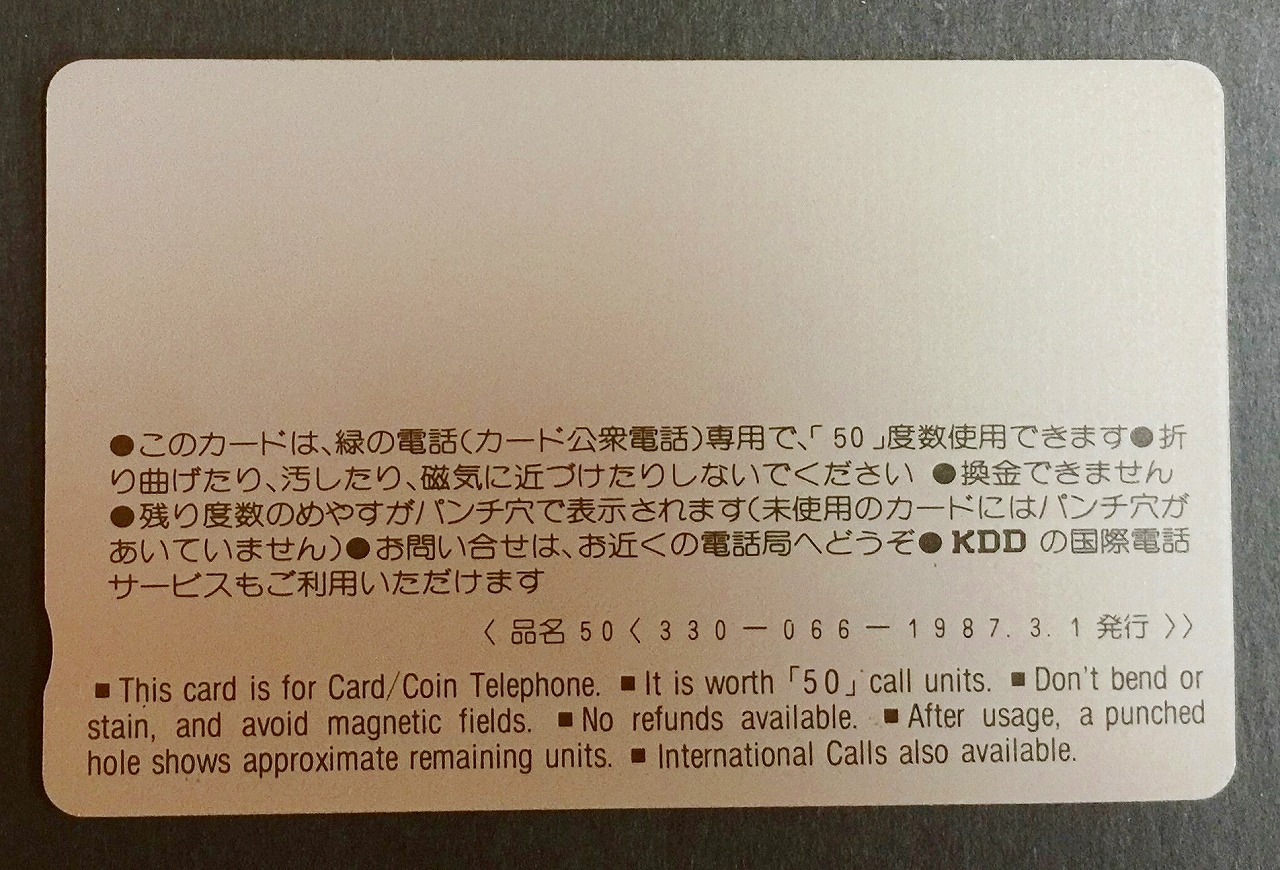 ●このカードは、緑の電話(カード公衆電話)専用で、「50」度数使用できます●折
り曲げたり、汚したり、磁気に近づけたりしないでください ●換金できません
●残り度数のめやすがパンチ穴で表示されます(未使用のカードにはパンチ穴が
あいていません)●お問い合せは、お近くの電話局へどうぞ● KDD の国際電話
サービスもご利用いただけます
〈 品名 50〈 330-066-1987.3.1 発行 〉〉
■ This card is for Card/Coin Telephone. ■ It is worth「50」call units. ■ Don't bend or
stain, and avoid magnetic fields. ■ No refunds available. ■ After usage, a punched
hole shows approximate remaining units. ■ International Calls also available.